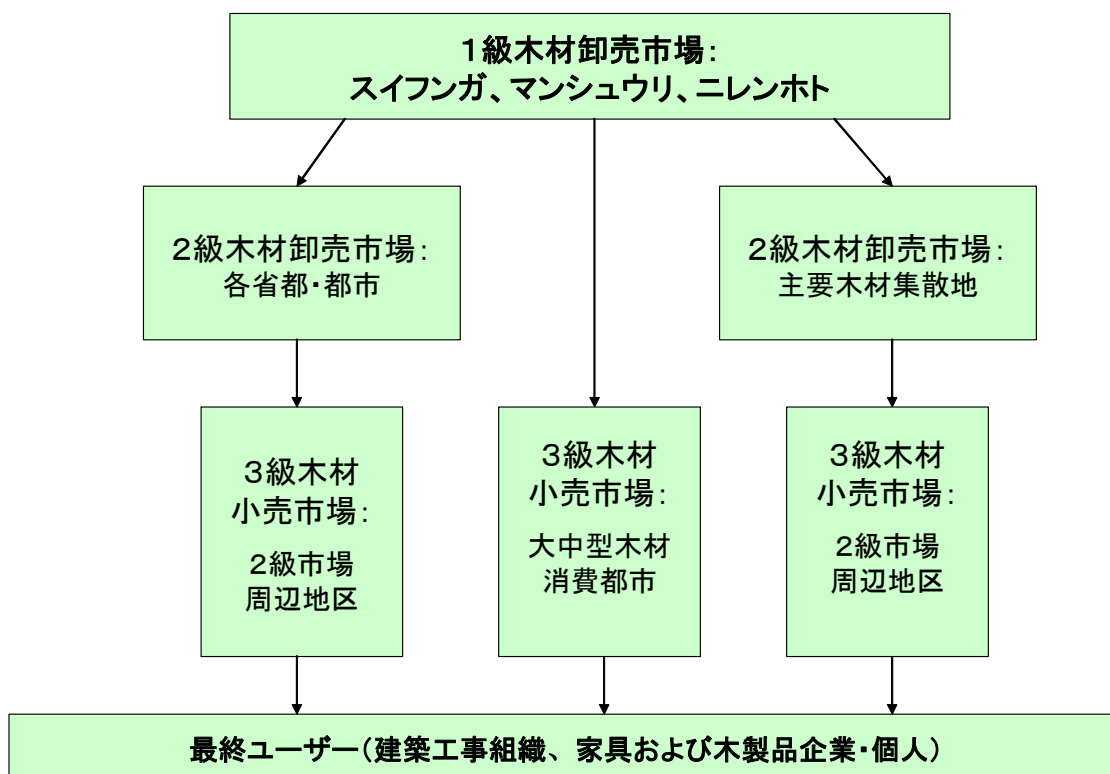 １級木材卸売市場：
スイフンガ、マンシュウリ、ニレンホト
２級木材卸売市場：
各省都・都市
２級木材卸売市場：
主要木材集散地
３級木材
小売市場：
２級市場
周辺地区
３級木材
小売市場：
大中型木材
消費都市
３級木材
小売市場：
２級市場
周辺地区
最終ユーザー（建築工事組織、家具および木製品企業・個人）